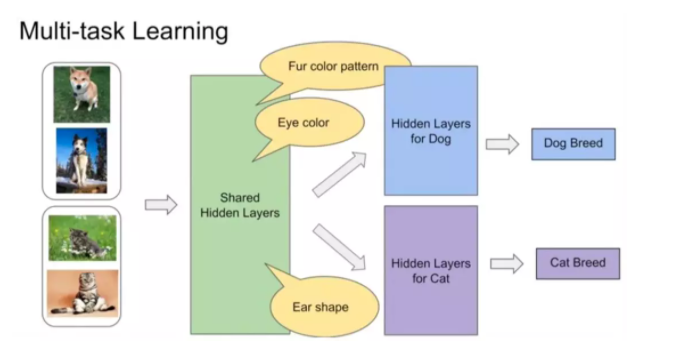 Multi-task Learning
Fur color pattern
Eye color
Shared
Hidden Layers
Ear shape
Hidden Layers
for Dog
Dog Breed
Hidden Layers
for Cat
Cat Breed